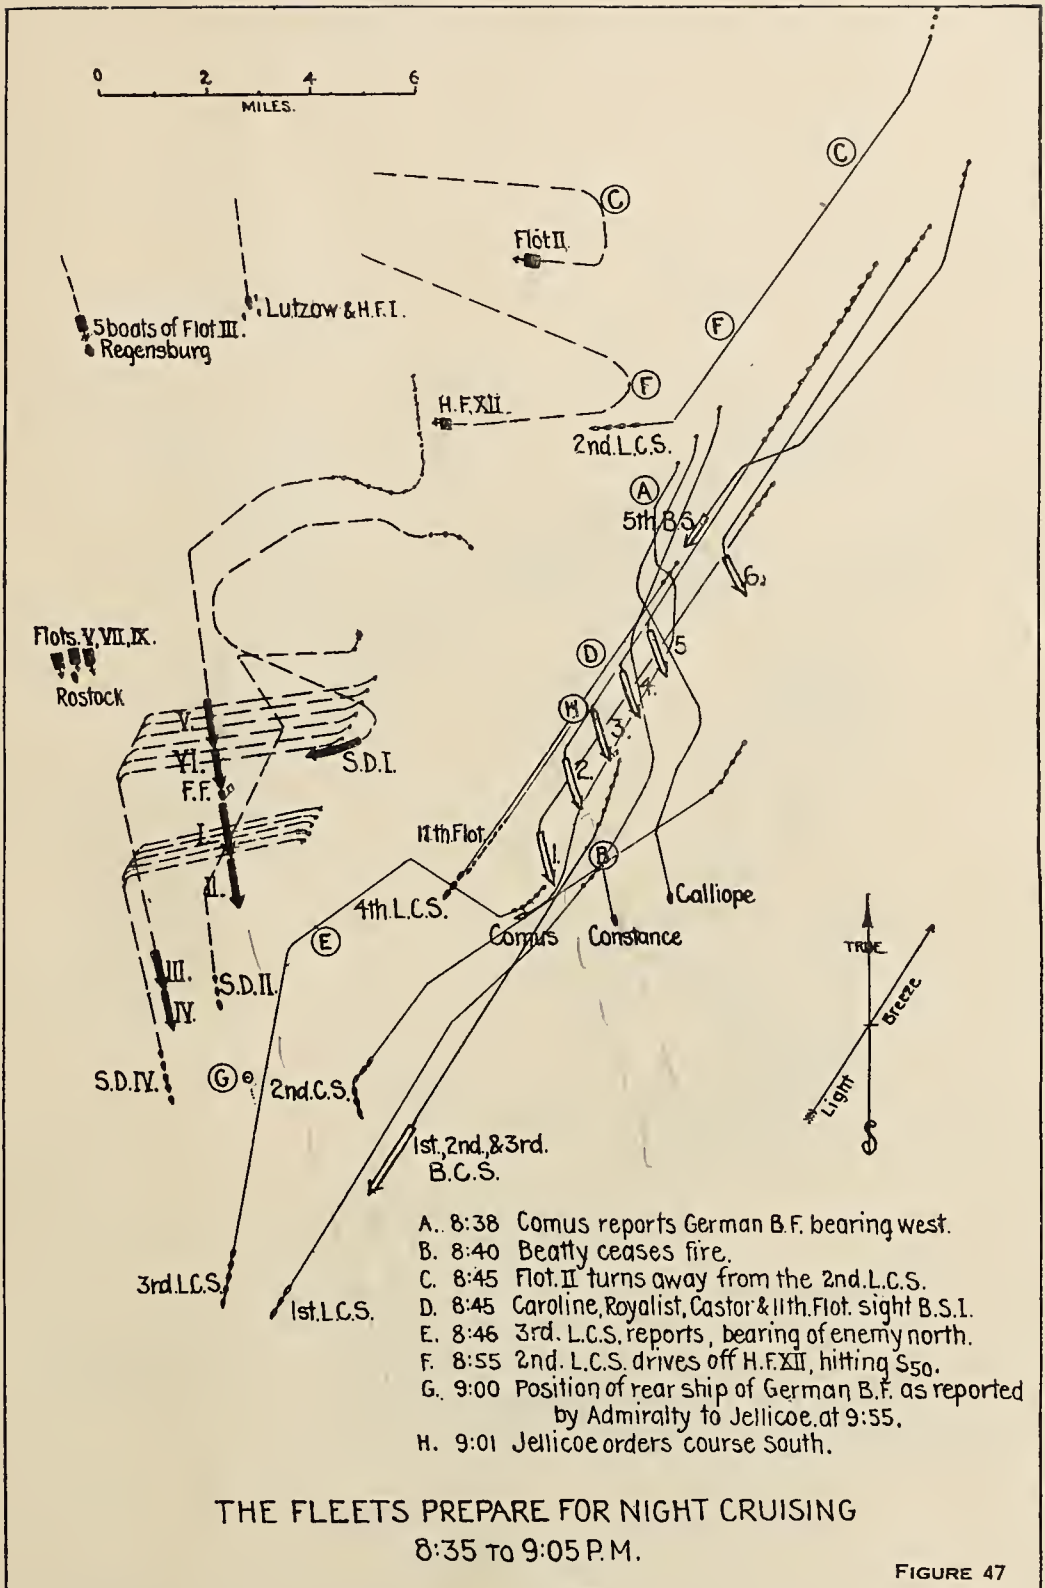 0 2 4 6
MILES.
C
C
Flot II.
Lutzow & H.F.I.
5 boats of Flot.III.
Regensburg
F
F
H.F.XII.
2nd.L.C.S.
A
5th.B.S.
6.
5
Flots.V,VII,IX.
Rostock
D
4.
H
3.
V.
VI.
S.D.I.
F.F.
2.
I.
11th.Flot.
1.
B
II.
4th.L.C.S.
Calliope
Comus
Constance
E
TRUE
III.
S.D.II.
IV.
Light Breeze
S.D.IV.
G
2nd.C.S.
S
1st.,2nd.,&3rd.
B.C.S.
3rd.L.C.S.
1st.L.C.S.
A. 8:38 Comus reports German B.F. bearing west.
B. 8:40 Beatty ceases fire.
C. 8:45 Flot.II turns away from the 2nd.L.C.S.
D. 8:45 Caroline, Royalist, Castor & 11th.Flot. sight B.S.I.
E. 8:46 3rd. L.C.S. reports, bearing of enemy north.
F. 8:55 2nd. L.C.S. drives off H.F.XII, hitting S50.
G. 9:00 Position of rear ship of German B.F. as reported
by Admiralty to Jellicoe.at 9:55.
H. 9:01 Jellicoe orders course south.
THE FLEETS PREPARE FOR NIGHT CRUISING
8:35 TO 9:05 P.M.
FIGURE 47